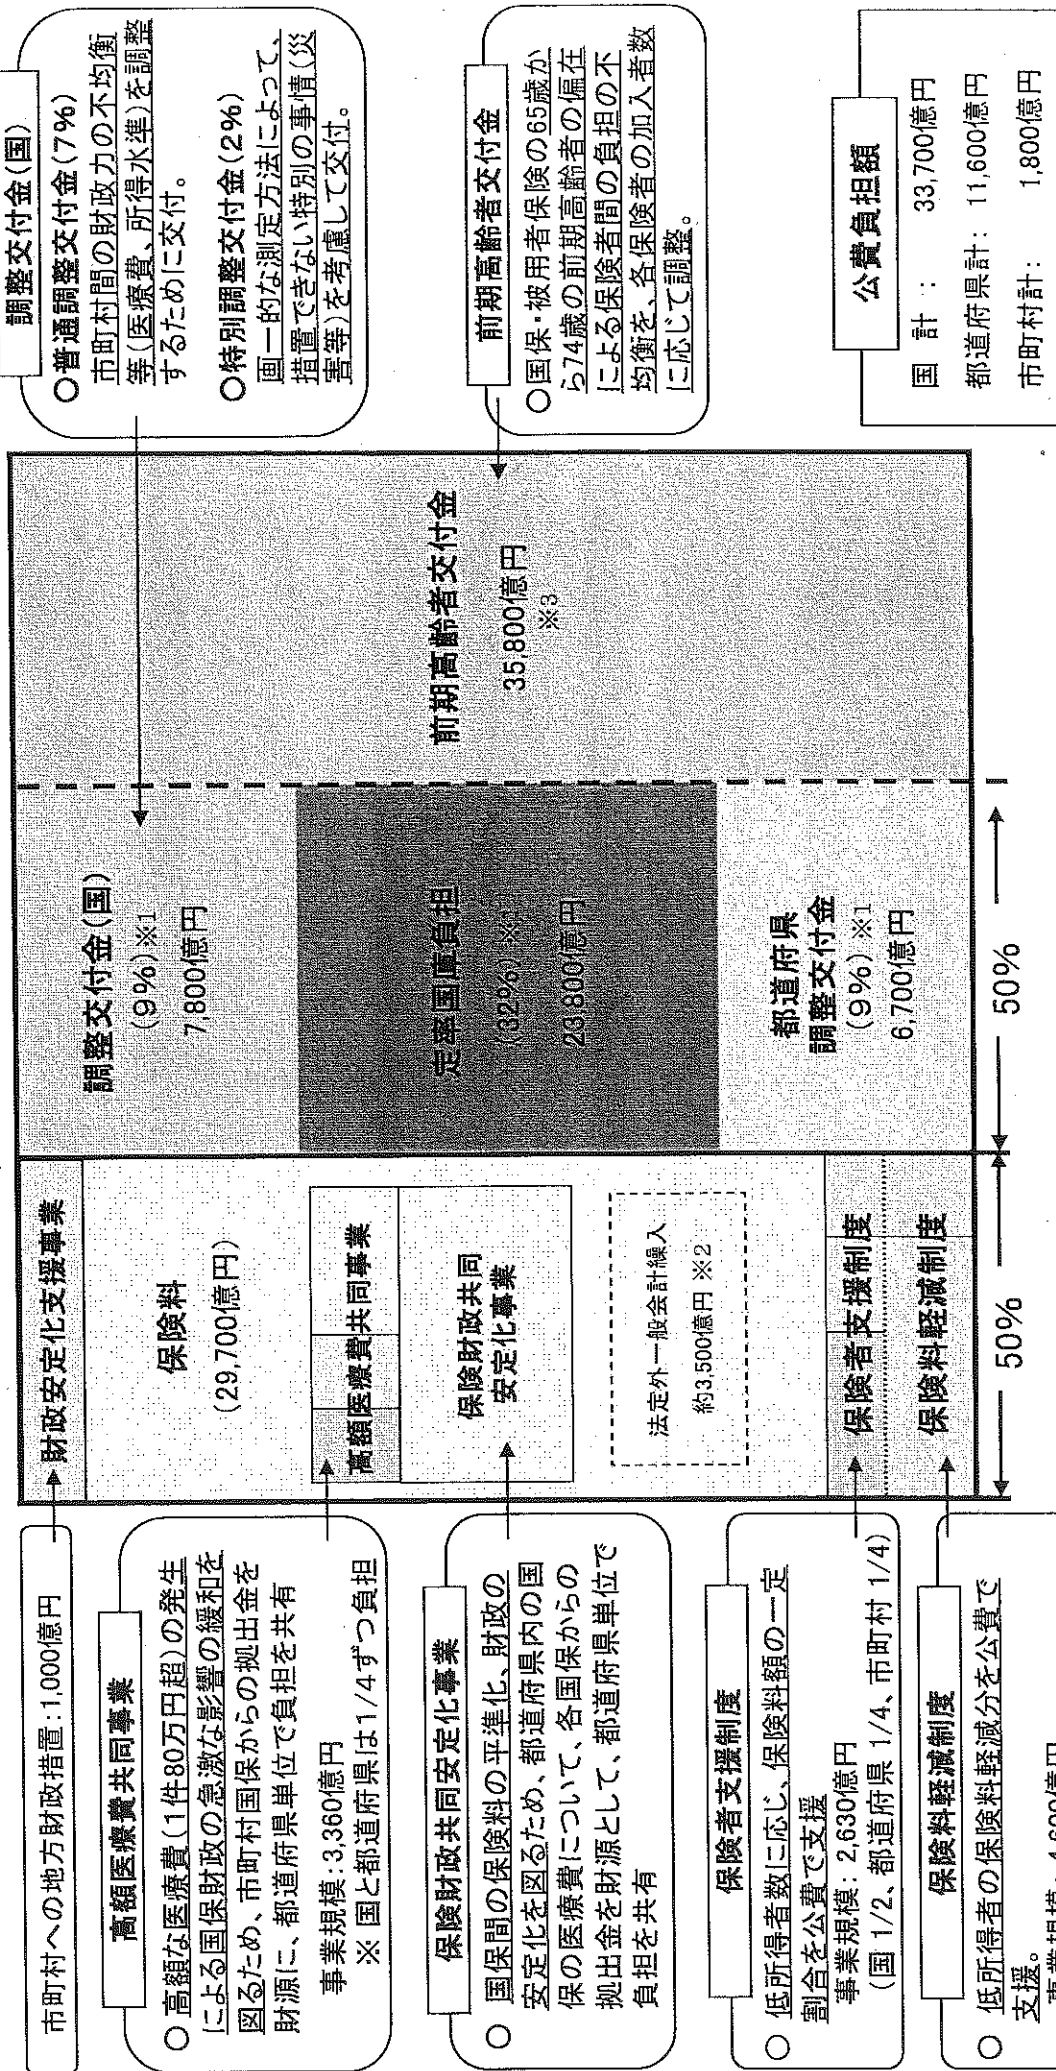 市町村への地方財政措置:1,000億円
高額医療費共同事業
○ 高額な医療費(1件80万円超)の発生
による国保財政の急激な影響の緩和を
図るため、市町村国保からの拠出金を
財源に、都道府県単位で負担を共有
事業規模:3,360億円
※ 国と都道府県は1/4ずつ負担
保険財政共同安定化事業
○ 国保間の保険料の平準化、財政の
安定化を図るため、都道府県内の国
保の医療費について、各国保からの
拠出金を財源として、都道府県単位で
負担を共有
保険者支援制度
○ 低所得者数に応じ、保険料額の一定
割合を公費で支援
事業規模:2,630億円
(国 1/2、都道府県 1/4、市町村 1/4)
保険料軽減制度
○ 低所得者の保険料軽減分を公費で
支援。
財政安定化支援事業
保険料
(29,700億円)
高額医療費共同事業
保険財政共同
安定化事業
法定外一般会計繰入
約3,500億円 ※2
保険者支援制度
保険料軽減制度
50%
調整交付金(国)
(9%)※1
7,800億円
定率国庫負担
(32%)※1
23,800億円
都道府県
調整交付金
(9%)※1
6,700億円
50%
前期高齢者交付金
35,800億円
※3
調整交付金(国)
○普通調整交付金(7%)
市町村間の財政力の不均衡
等(医療費、所得水準)を調整
するために交付。
○特別調整交付金(2%)
画一的な測定方法によって、
措置できない特別の事情(災
害等)を考慮して交付。
前期高齢者交付金
○国保・被用者保険の65歳か
ら74歳の前期高齢者の偏在
による保険者間の負担の不
均衡を、各保険者の加入者数
に応じて調整。
公費負担額
国 計 : 33,700億円
都道府県計: 11,600億円
市町村計: 1,800億円